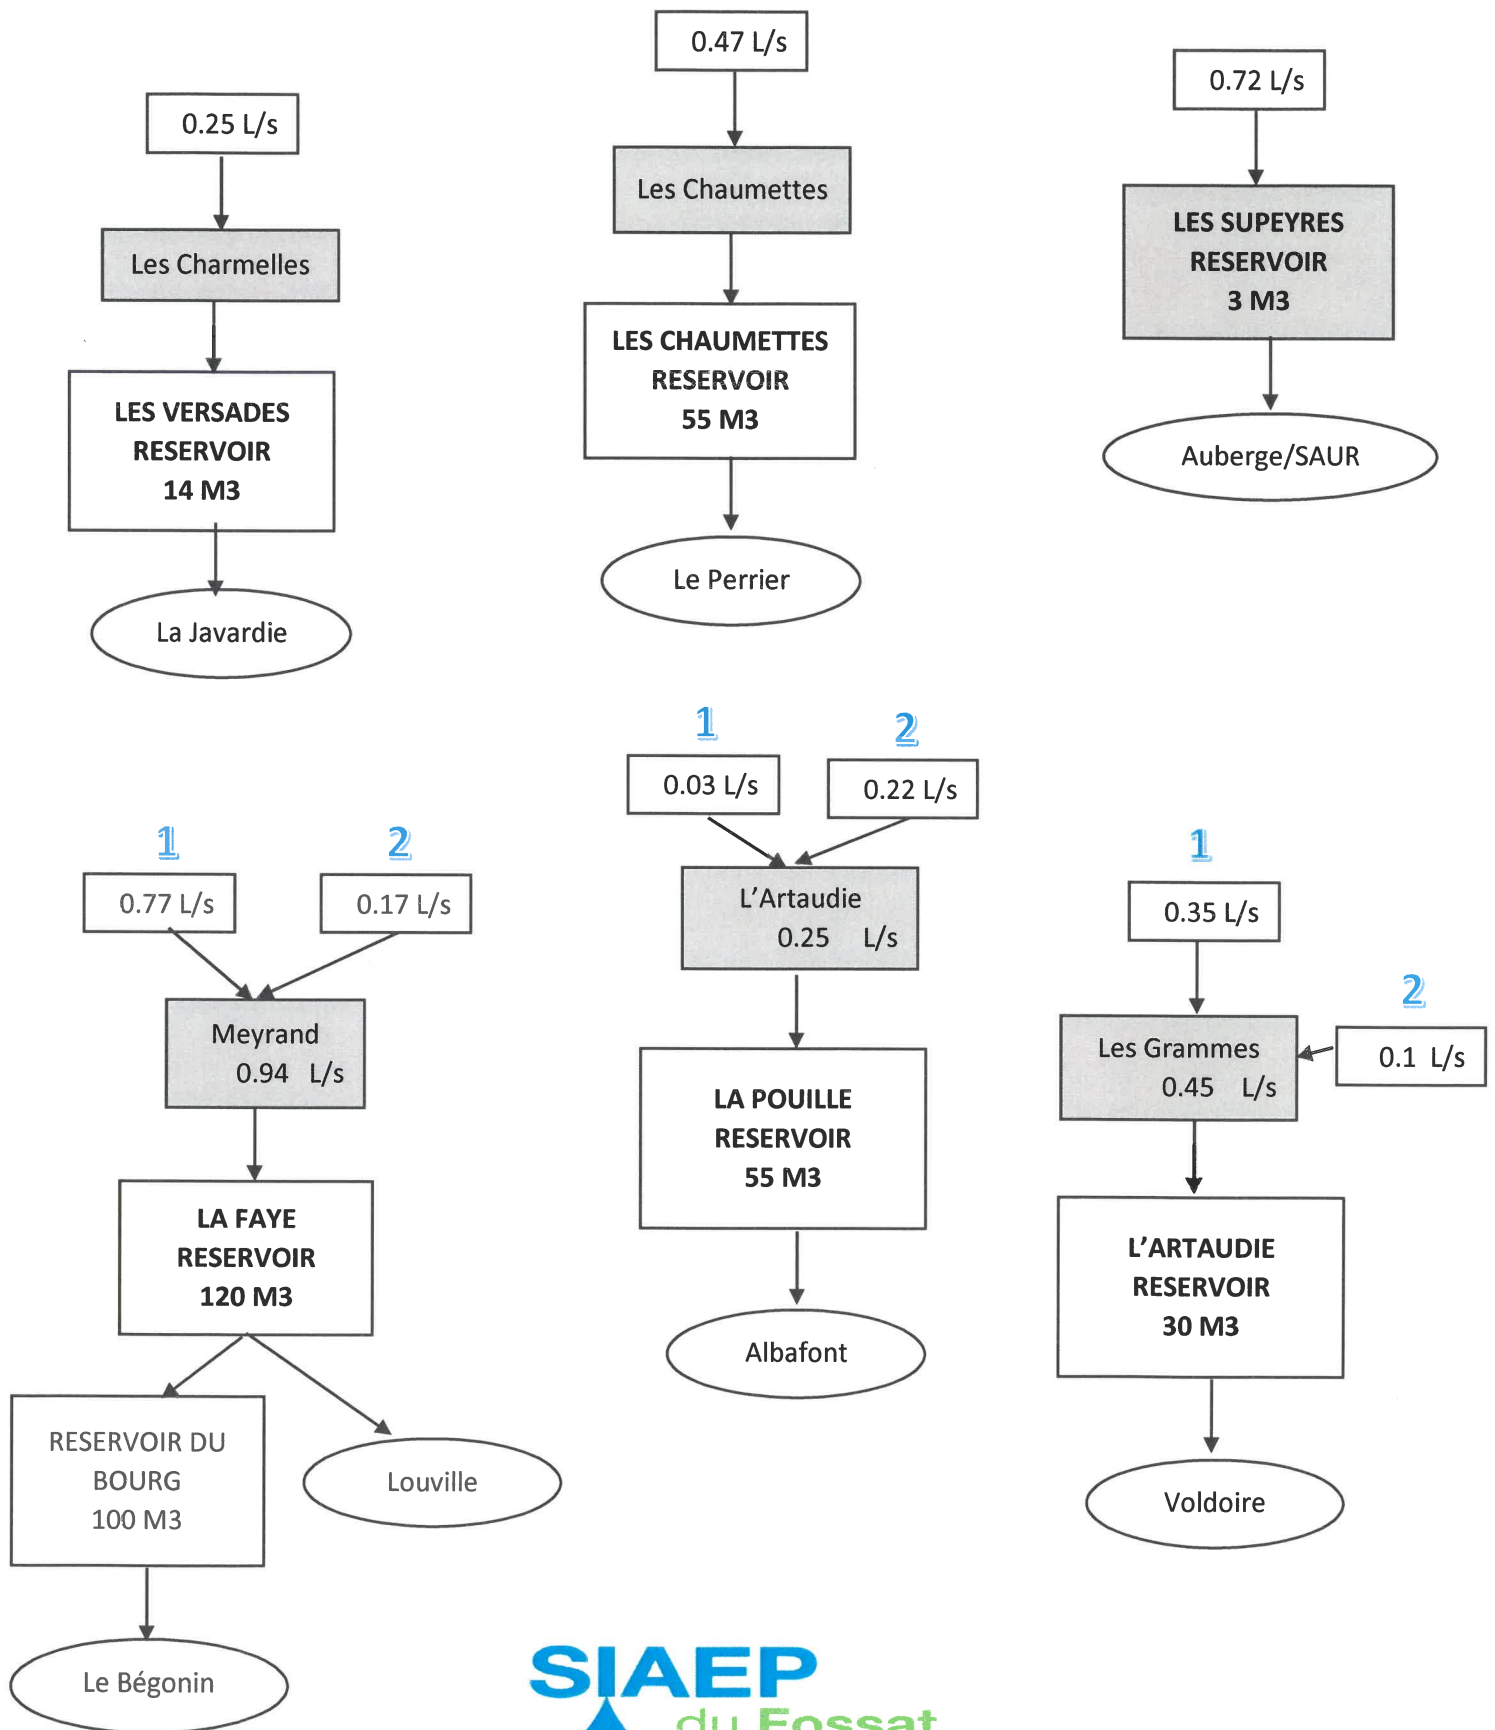 0.25 L/s
Les Charmelles
LES VERSADES
RESERVOIR
14 M3
La Javardie
0.47 L/s
Les Chaumettes
LES CHAUMETTES
RESERVOIR
55 M3
Le Perrier
0.72 L/s
LES SUPEYRES
RESERVOIR
3 M3
Auberge/SAUR
1
2
0.77 L/s
0.17 L/s
Meyrand
0.94 L/s
LA FAYE
RESERVOIR
120 M3
RESERVOIR DU
BOURG
100 M3
Louville
Le Bégonin
1
2
0.03 L/s
0.22 L/s
L’Artaudie
0.25 L/s
LA POUILLE
RESERVOIR
55 M3
Albafont
1
0.35 L/s
2
0.1 L/s
Les Grammes
0.45 L/s
L’ARTAUDIE
RESERVOIR
30 M3
Voldoire
SIAEP
du Fossat